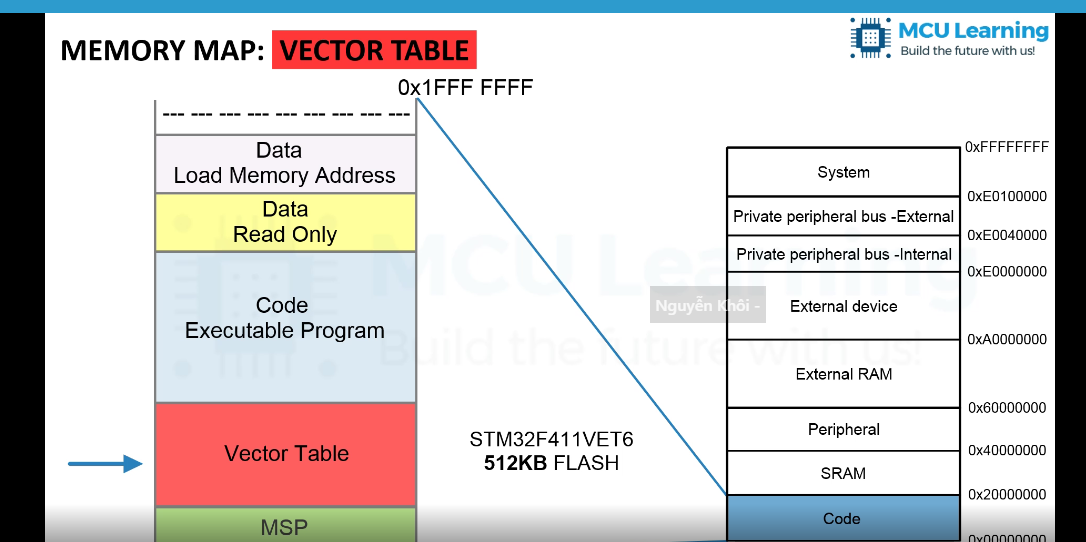 MEMORY MAP: VECTOR TABLE
MCU Learning
Build the future with us!
0x1FFF FFFF
--- --- --- --- --- --- --- --- ---
Data
Load Memory Address
Data
Read Only
Code
Executable Program
Vector Table
MSP
STM32F411VET6
512KB FLASH
0xFFFFFFFF
System
0xE0100000
Private peripheral bus -External
0xE0040000
Private peripheral bus -Internal
0xE0000000
External device
0xA0000000
External RAM
0x60000000
Peripheral
0x40000000
SRAM
0x20000000
Code
0x00000000
MCU Learning
Build the future with us!
Nguyễn Khôi -